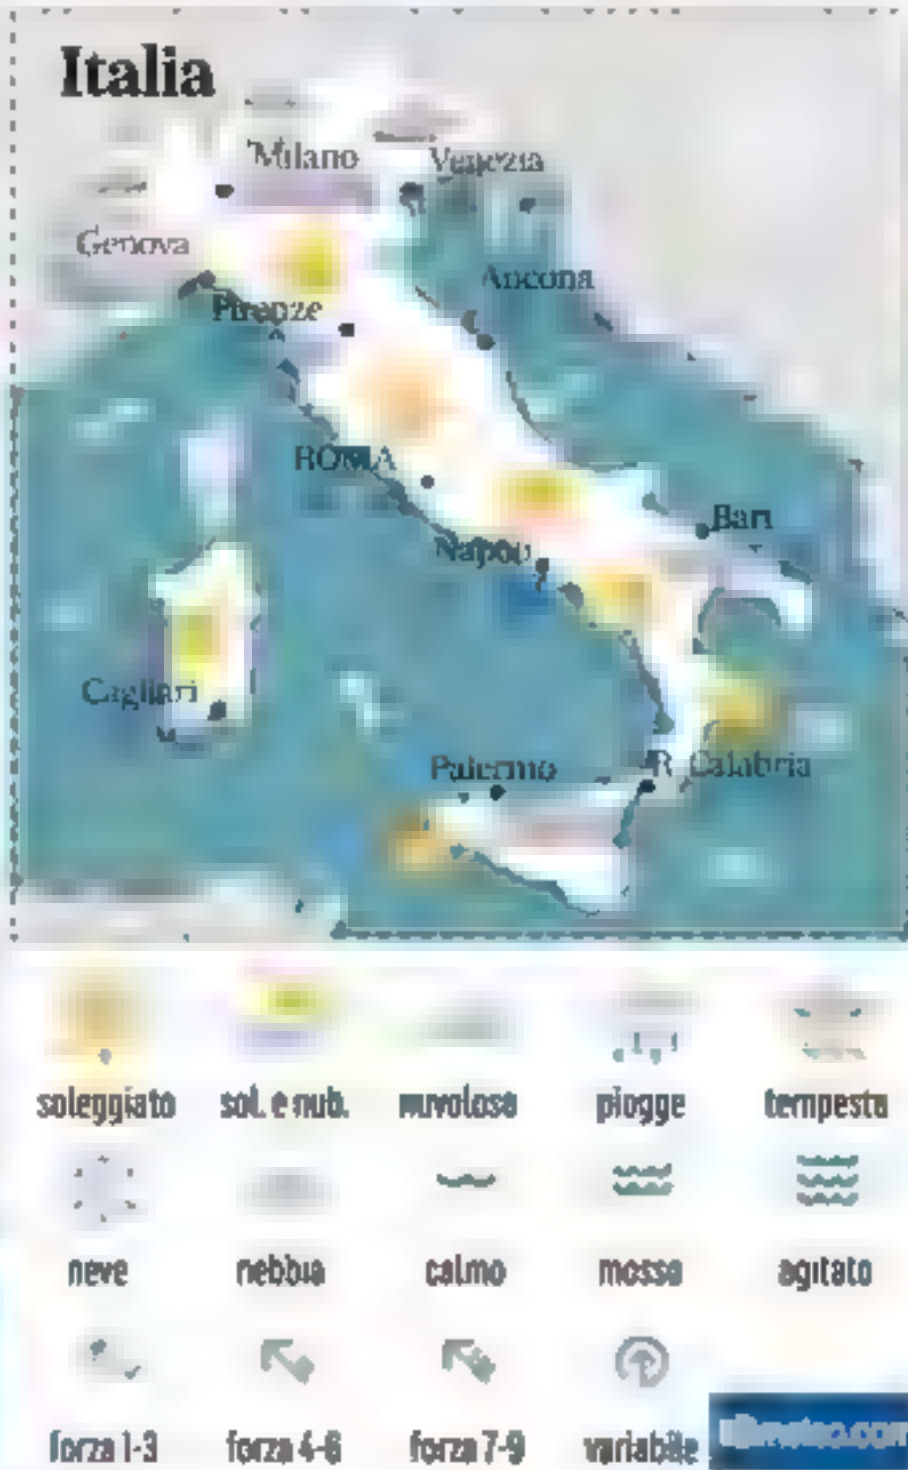 Italia
Milano Venezia
Genova
Ancona
Firenze
ROMA
Bari
Napoli
Cagliari
Palermo R. Calabria
soleggiato sol. e nub. nuvoloso piogge tempesta
neve nebbia calmo mosso agitato
forza 1-3 forza 4-6 forza 7-9 variabile